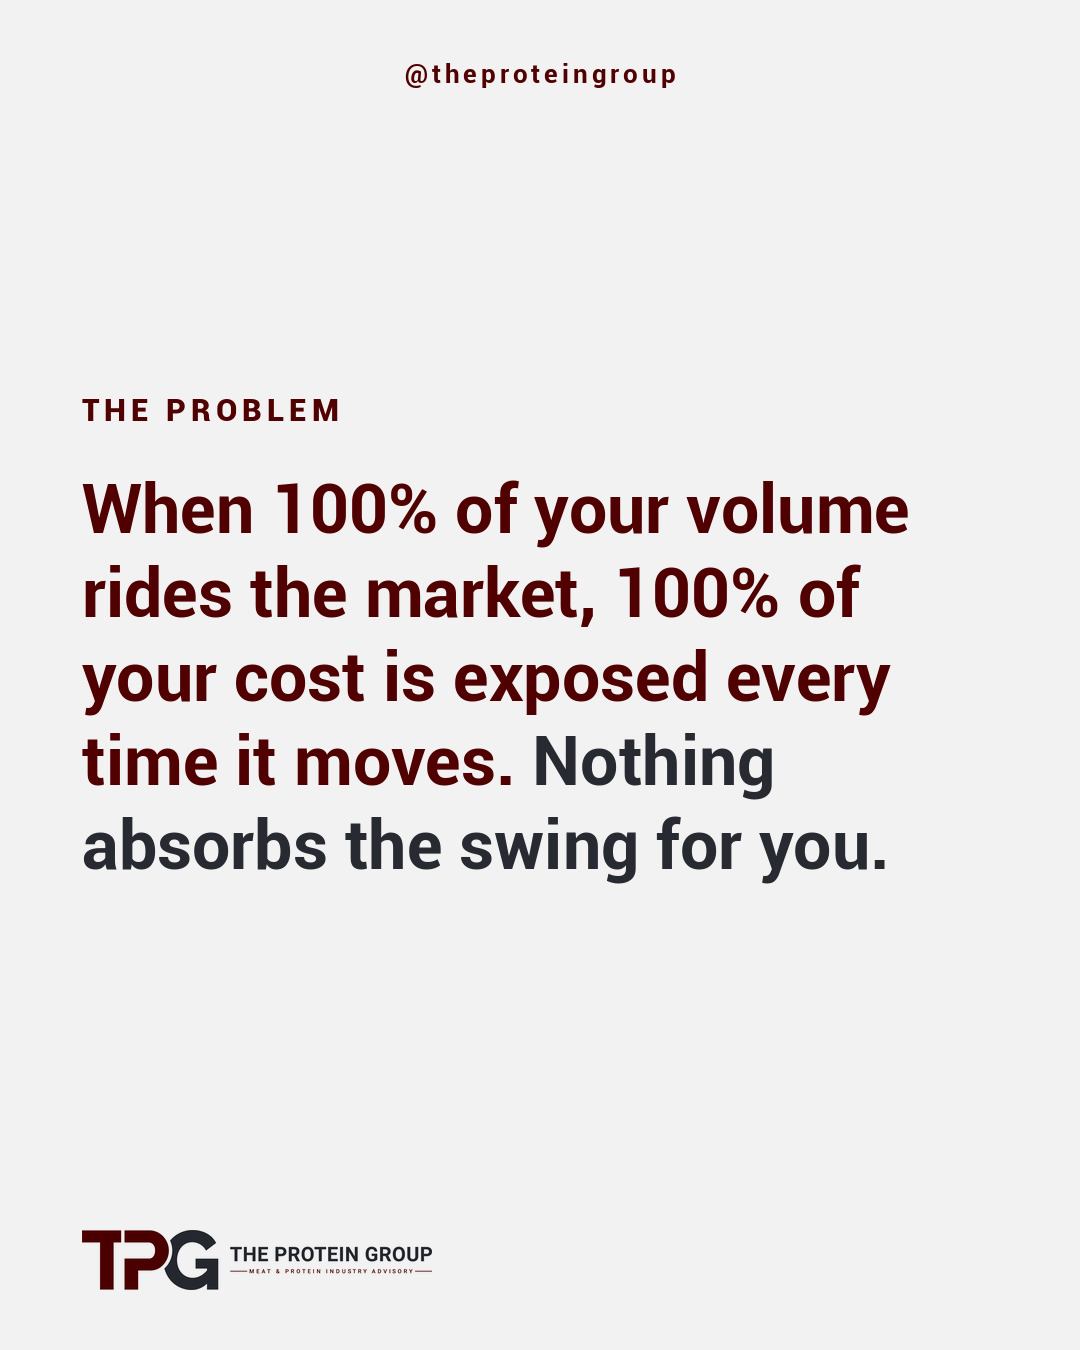 @theproteingroup
THE PROBLEM
When 100% of your volume
rides the market, 100% of
your cost is exposed every
time it moves. Nothing
absorbs the swing for you.
TPG
THE PROTEIN GROUP
MEAT & PROTEIN INDUSTRY ADVISORY